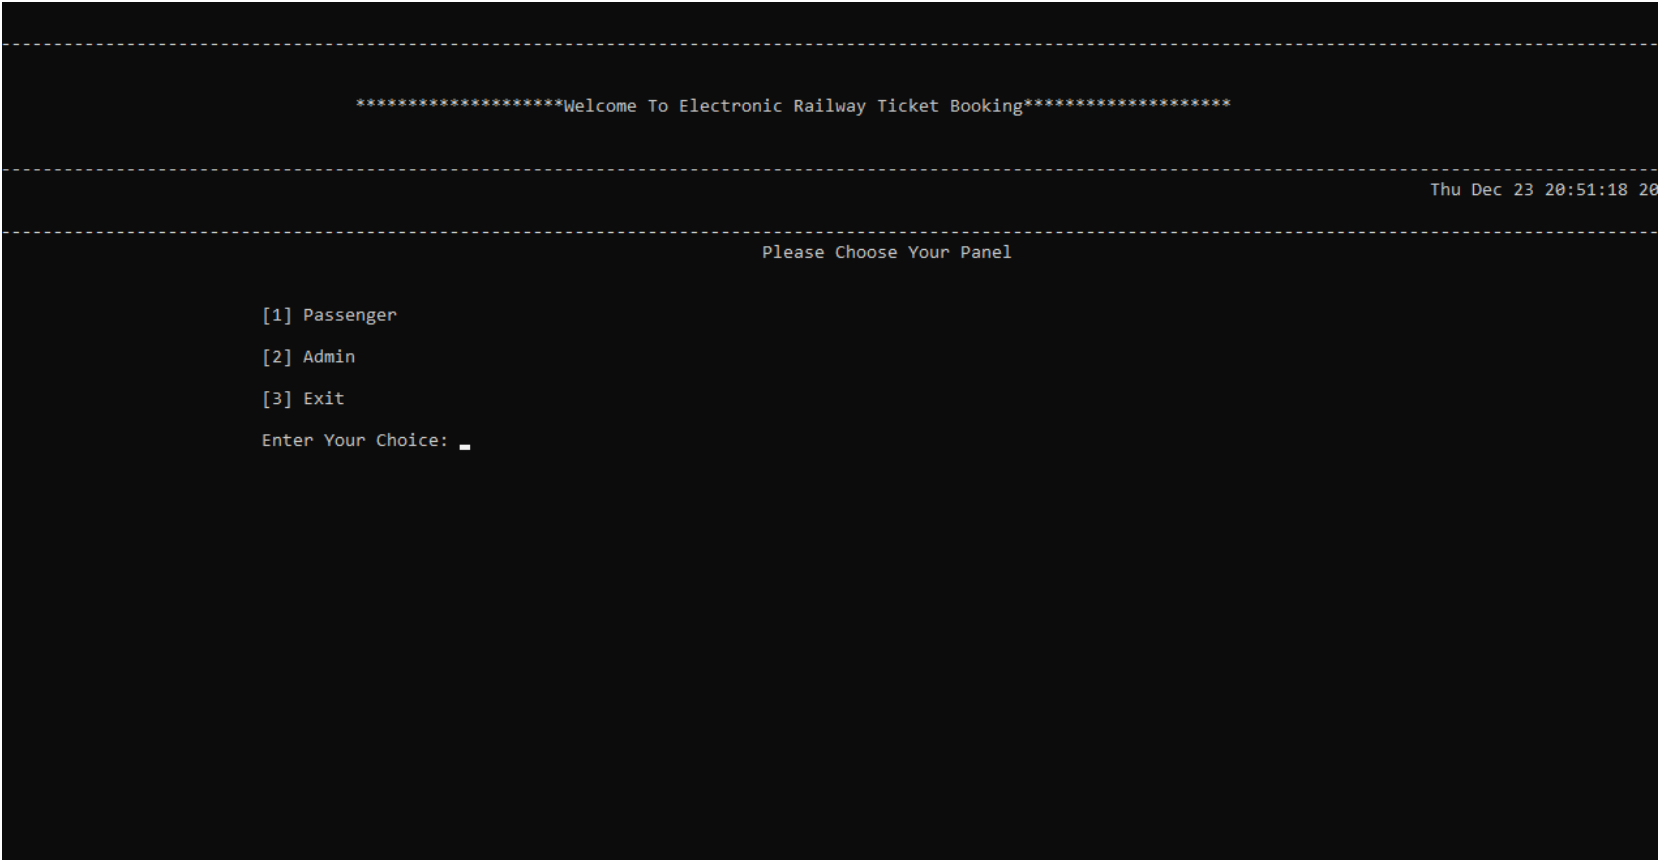 --------------------------------------------------------------------------------------------------------------------------------------------------------------- 
********************Welcome To Electronic Railway Ticket Booking********************
---------------------------------------------------------------------------------------------------------------------------------------------------------------
Thu Dec 23 20:51:18 20
---------------------------------------------------------------------------------------------------------------------------------------------------------------
Please Choose Your Panel
[1] Passenger
[2] Admin
[3] Exit
Enter Your Choice: